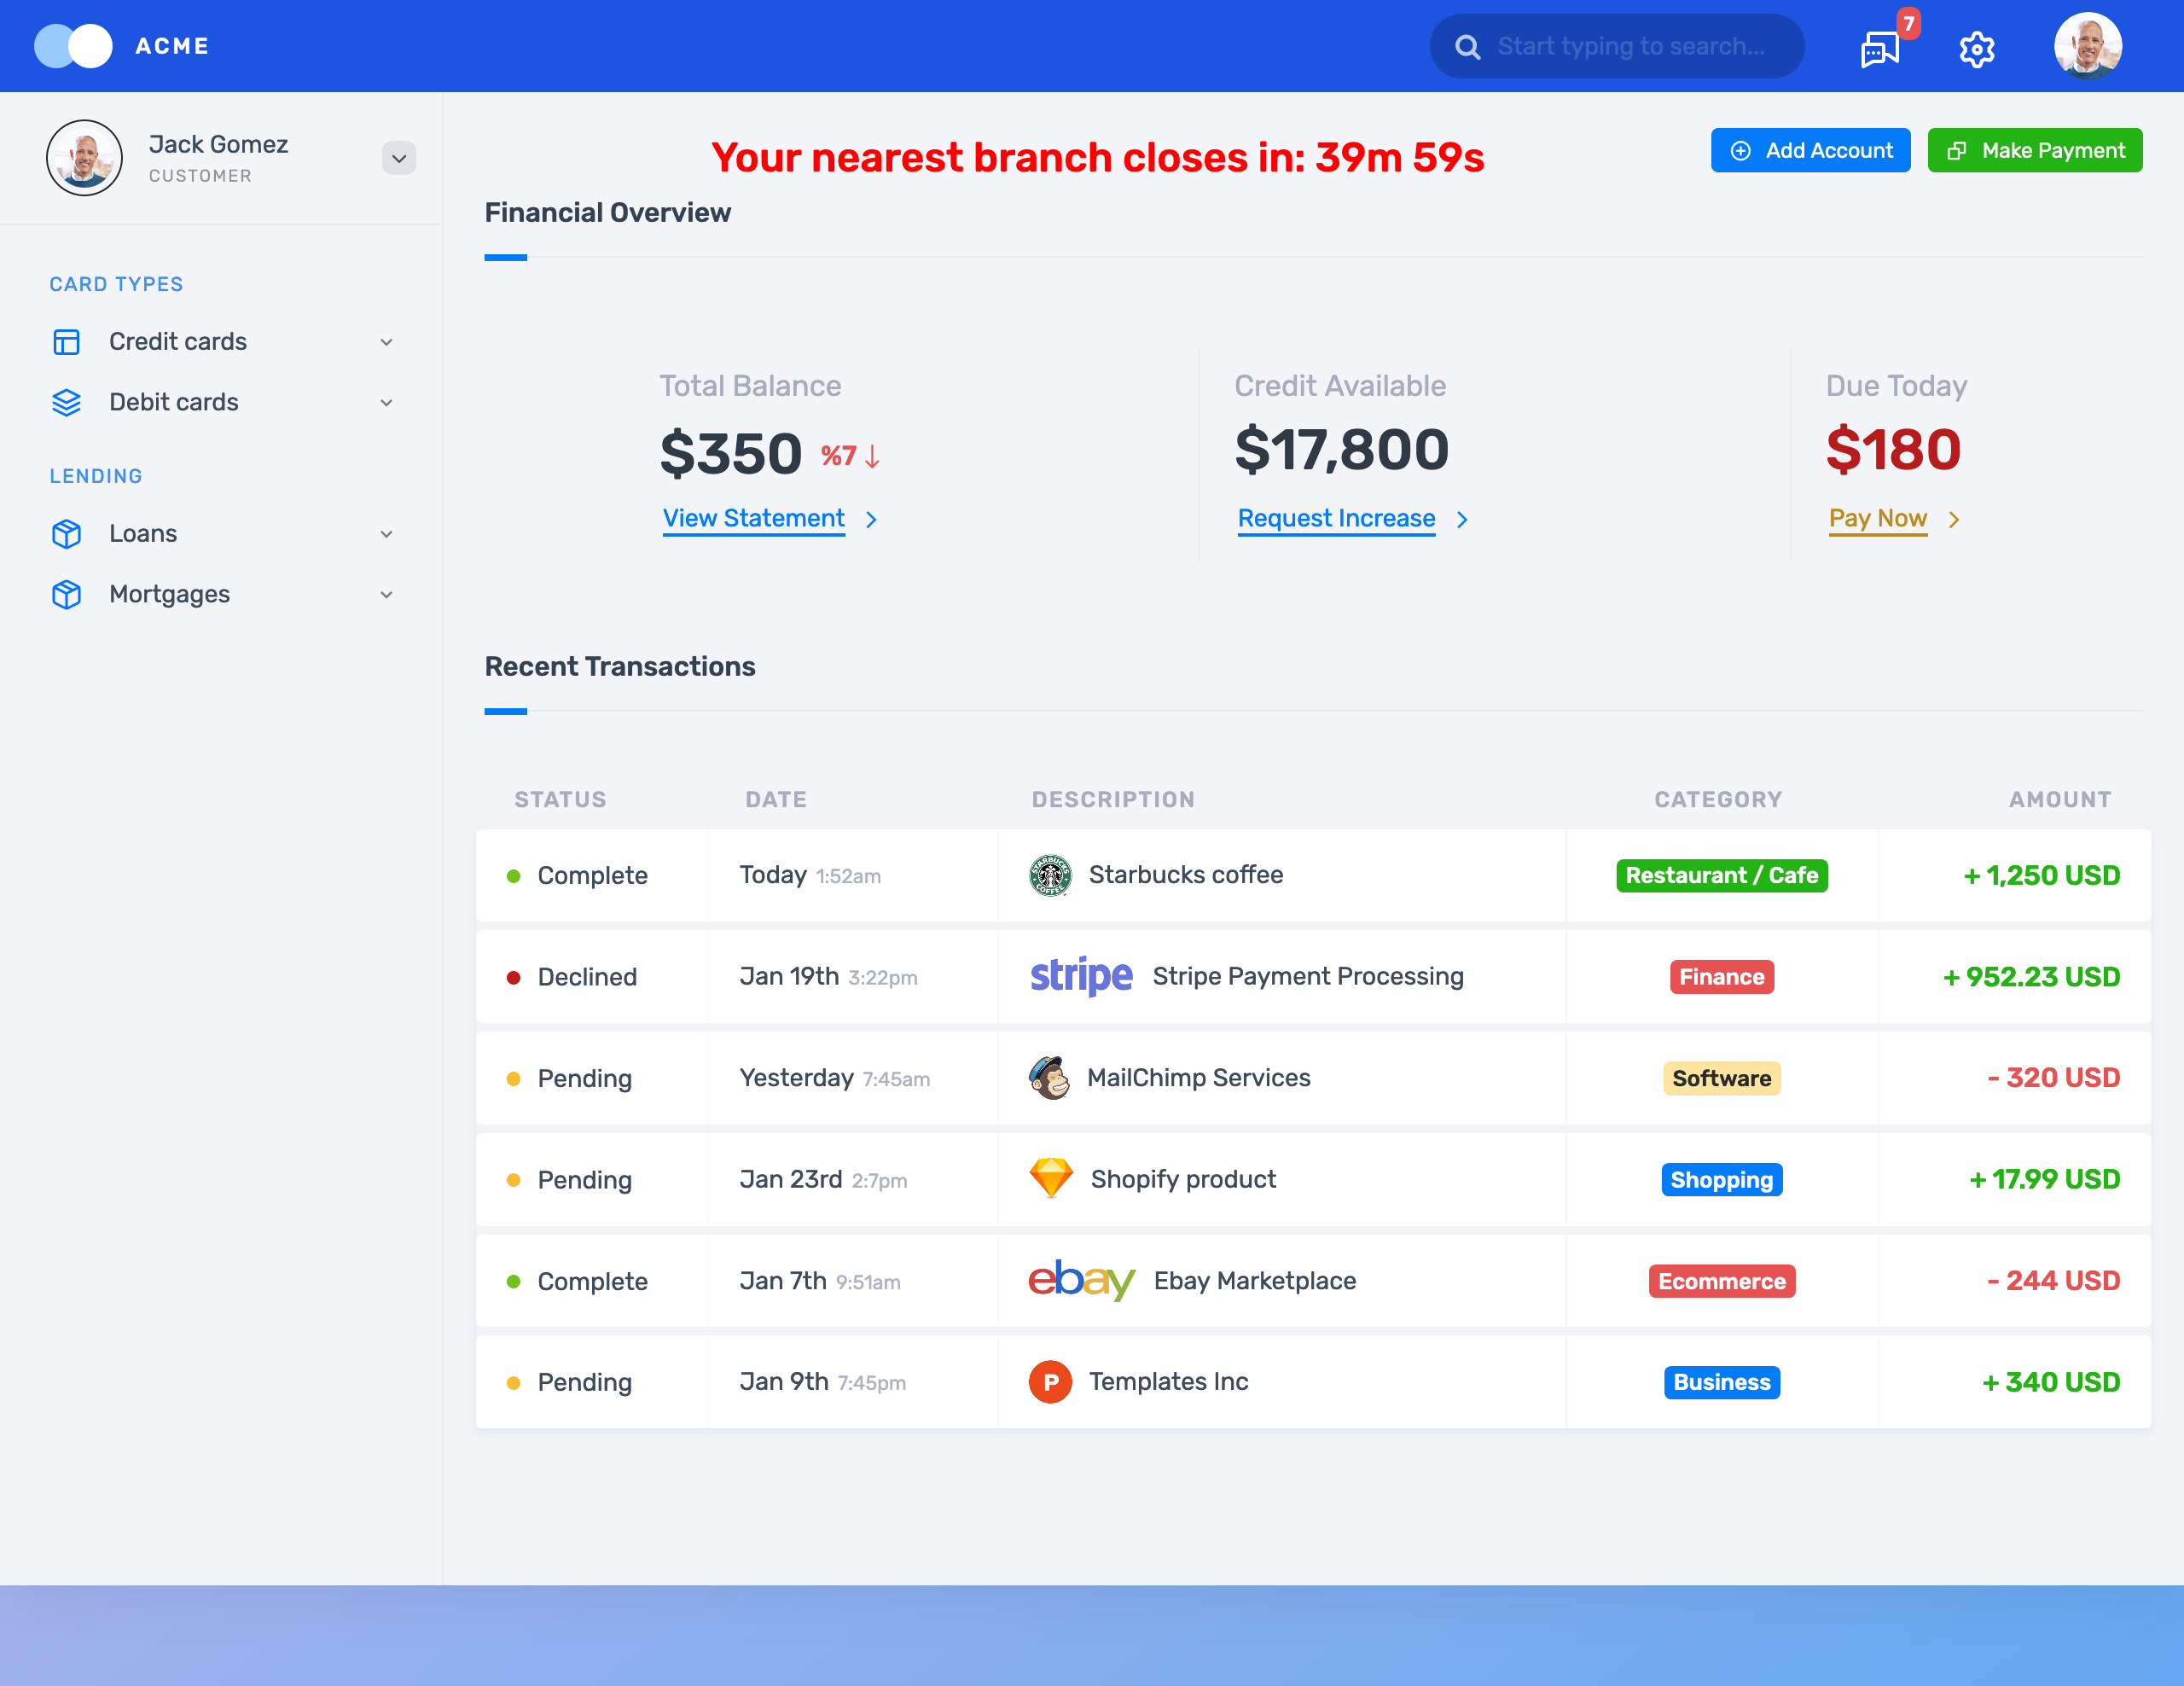 ACME
Start typing to search...
7
Jack Gomez
CUSTOMER
Your nearest branch closes in: 39m 59s
Add Account
Make Payment
Financial Overview
CARD TYPES
Credit cards
Debit cards
LENDING
Loans
Mortgages
Total Balance
$350 %7
View Statement
Credit Available
$17,800
Request Increase
Due Today
$180
Pay Now
Recent Transactions
STATUS DATE DESCRIPTION CATEGORY AMOUNT
Complete Today 1:52am STARBUCKS COFFEE Starbucks coffee Restaurant / Cafe + 1,250 USD
Declined Jan 19th 3:22pm stripe Stripe Payment Processing Finance + 952.23 USD
Pending Yesterday 7:45am MailChimp Services Software - 320 USD
Pending Jan 23rd 2:7pm Shopify product Shopping + 17.99 USD
Complete Jan 7th 9:51am ebay Ebay Marketplace Ecommerce - 244 USD
Pending Jan 9th 7:45pm P Templates Inc Business + 340 USD